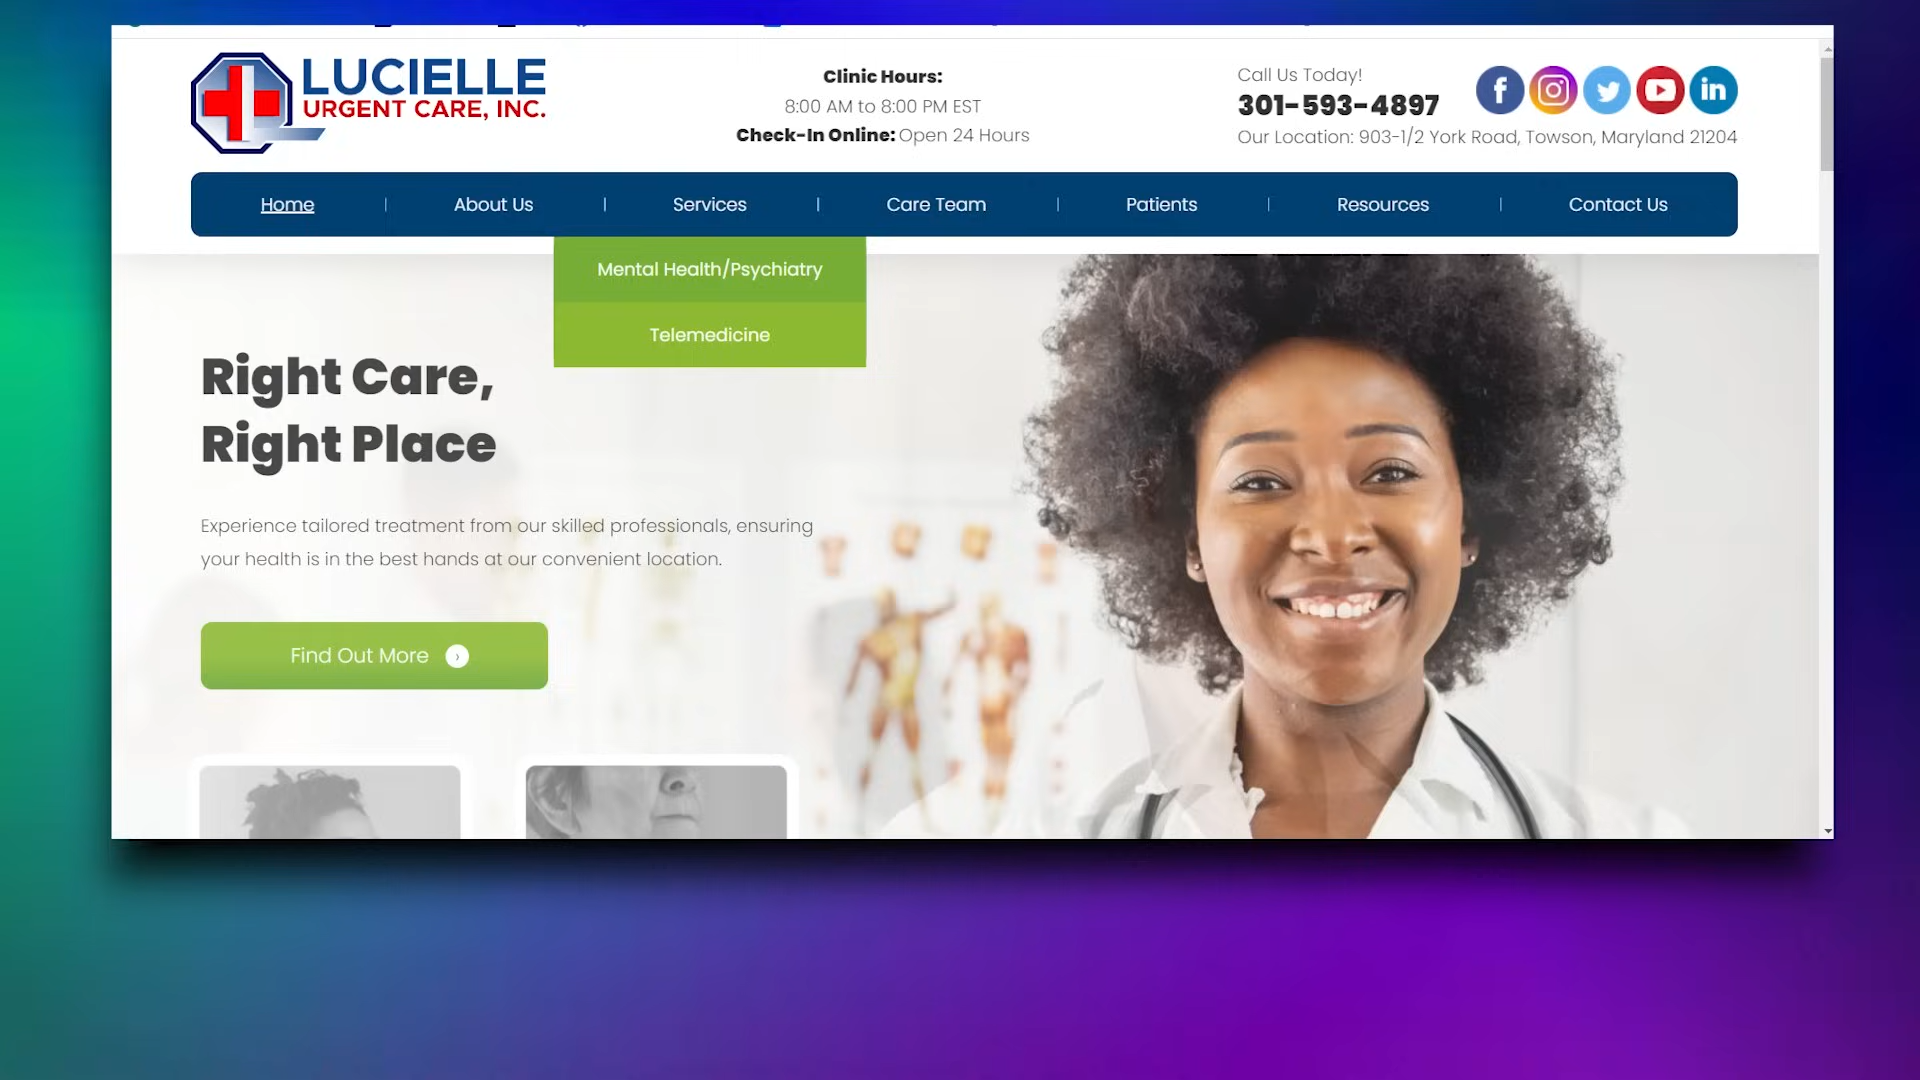 LUCIELLE
URGENT CARE, INC.
Clinic Hours:
8:00 AM to 8:00 PM EST
Check-In Online: Open 24 Hours
Call Us Today!
301-593-4897
Our Location: 903-1/2 York Road, Towson, Maryland 21204
Home | About Us | Services | Care Team | Patients | Resources | Contact Us
Mental Health/Psychiatry
Telemedicine
Right Care,
Right Place
Experience tailored treatment from our skilled professionals, ensuring
your health is in the best hands at our convenient location.
Find Out More